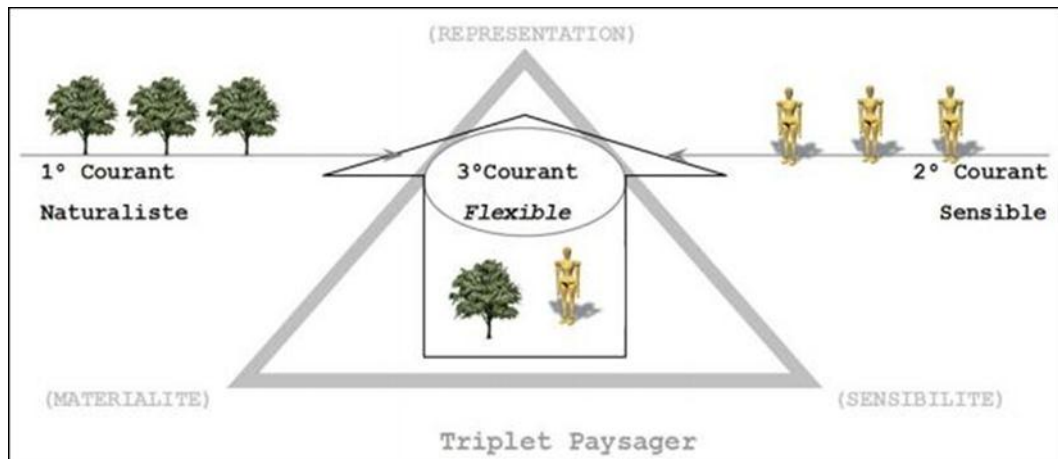 (REPRESENTATION)
1° Courant
Naturaliste
3°Courant
Flexible
2° Courant
Sensible
(MATERIALITE)
(SENSIBILITE)
Triplet Paysager